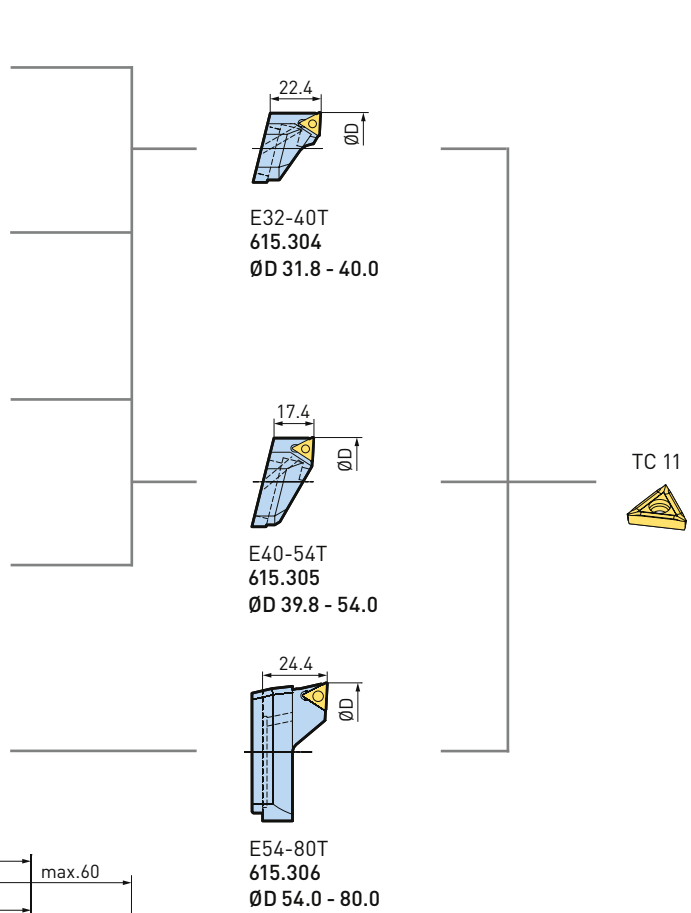 22.4
ØD
E32-40T
615.304
ØD 31.8 - 40.0
17.4
ØD
TC 11
E40-54T
615.305
ØD 39.8 - 54.0
24.4
ØD
E54-80T
615.306
ØD 54.0 - 80.0
max.60